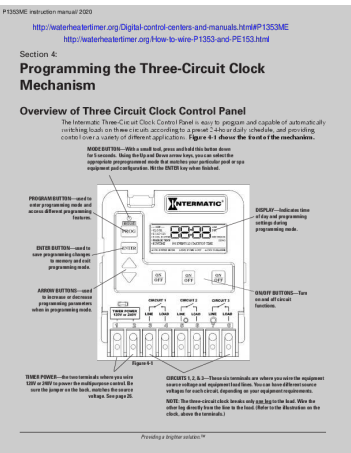 P1353ME instruction manual/ 2020
http://waterheatertimer.org/Digital-control-centers-and-manuals.html#P1353ME
http://waterheatertimer.org/How-to-wire-P1353-and-PE153.html
Section 4:
Programming the Three-Circuit Clock
Mechanism
Overview of Three Circuit Clock Control Panel
The Intermatic Three-Circuit Clock Control Panel is easy to program and capable of automatically
switching loads on three circuits according to a preset 24-hour daily schedule, and providing
control over a variety of different applications. Figure 4-1 shows the front of the mechanism.
MODE BUTTON—With a small tool, press and hold this button down
for 5 seconds. Using the Up and Down arrow keys, you can select the
appropriate preprogrammed mode that matches your particular pool or spa
equipment pad configuration. Hit the ENTER key when finished.
PROGRAM BUTTON—used to
enter programming mode and
access different programming
features.
ENTER BUTTON—used to
save programming changes
to memory and exit
programming mode.
ARROW BUTTONS—used
to increase or decrease
programming parameters
when in programming mode.
DISPLAY—Indicates time
of day and programming
settings during
programming mode.
ON/OFF BUTTONS—Turn
on and off circuit
functions.
INTERMATIC
MODE
PROG
ENTER
ON
OFF
ON
OFF
ON
OFF
TIMER POWER
120V or 240V
CIRCUIT 1
CIRCUIT 2
CIRCUIT 3
LINE LOAD
LINE LOAD
LINE LOAD
1 2 3 4 5 6 7 8
Figure 4-1
TIMER POWER—the two terminals where you wire
120V or 240V to power the multipurpose control. Be
sure the jumper on the back, matches the source
voltage. See page 25.
CIRCUITS 1, 2, & 3—These six terminals are where you wire the equipment
source voltage and equipment load lines. You can have different source
voltages for each circuit, depending on your equipment requirements.
NOTE: The three-circuit clock breaks only one leg to the load. Wire the
other leg directly from the line to the load. (Refer to the illustration on the
clock, above the terminals.)
Providing a brighter solution™